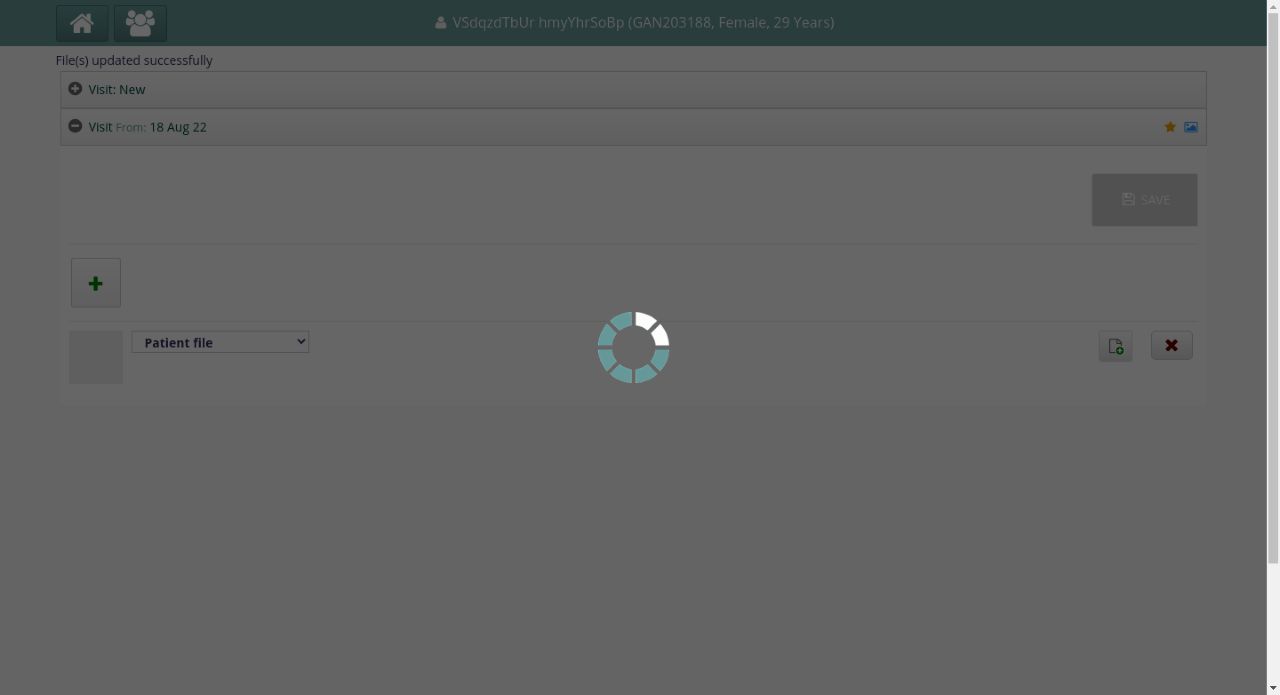 VSdqzdTbUr hmyYhrSoBp (GAN203188, Female, 29 Years)
File(s) updated successfully
Visit: New
Visit From: 18 Aug 22
SAVE
Patient file